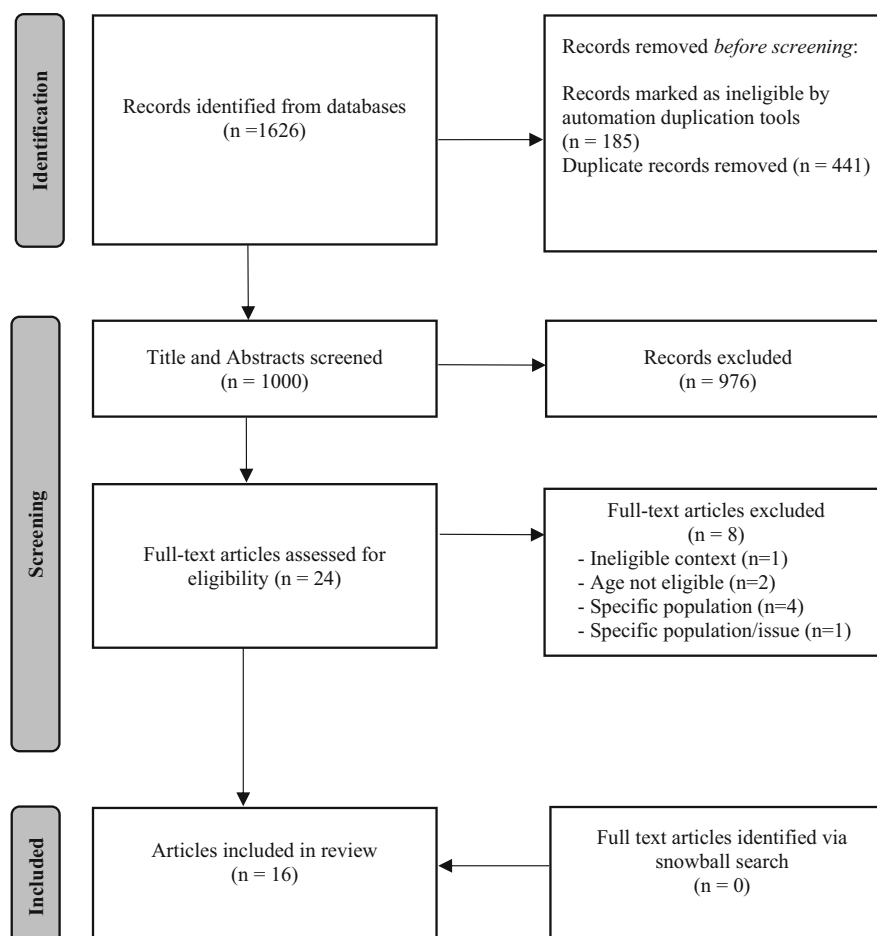 Identification
Records identified from databases
(n =1626)
Records removed before screening:
Records marked as ineligible by
automation duplication tools
(n = 185)
Duplicate records removed (n = 441)
Screening
Title and Abstracts screened
(n = 1000)
Records excluded
(n = 976)
Full-text articles assessed for
eligibility (n = 24)
Full-text articles excluded
(n = 8)
- Ineligible context (n=1)
- Age not eligible (n=2)
- Specific population (n=4)
- Specific population/issue (n=1)
Included
Articles included in review
(n = 16)
Full text articles identified via
snowball search
(n = 0)